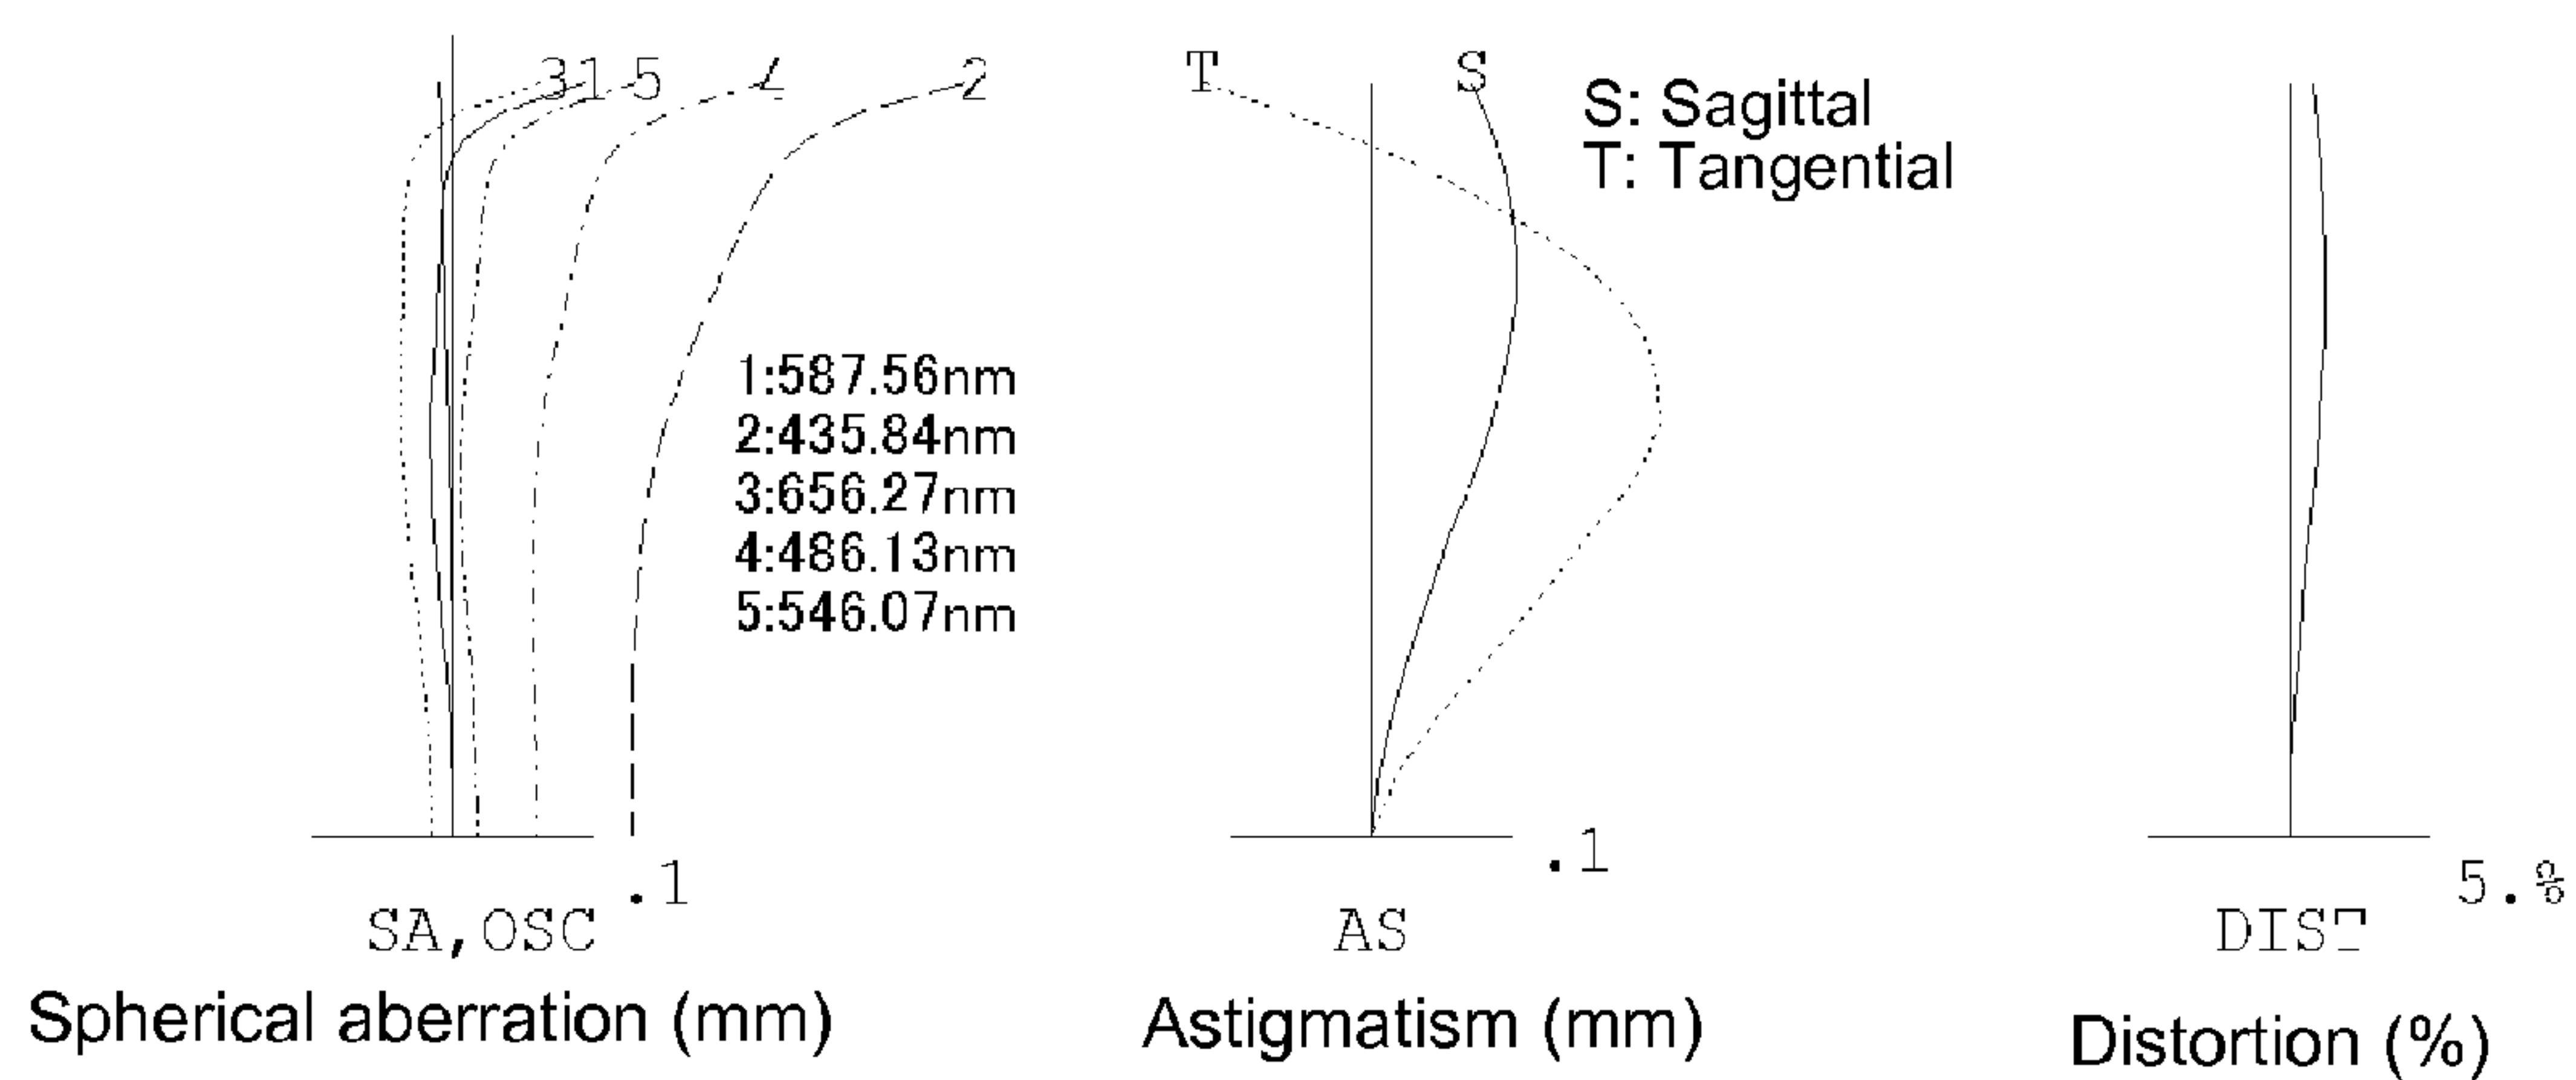 3 1 5 4 2
1:587.56nm
2:435.84nm
3:656.27nm
4:486.13nm
5:546.07nm
.1
SA,OSC
Spherical aberration (mm)
T S
S: Sagittal
T: Tangential
.1
AS
Astigmatism (mm)
5.%
DIST
Distortion (%)